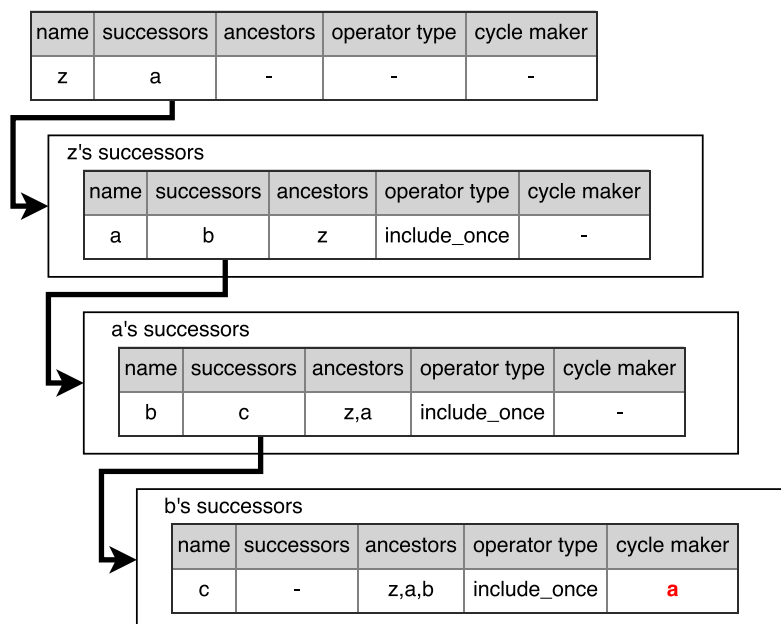 name successors ancestors operator type cycle maker
z a - - -
z's successors
name successors ancestors operator type cycle maker
a b z include_once -
a's successors
name successors ancestors operator type cycle maker
b c z,a include_once -
b's successors
name successors ancestors operator type cycle maker
c - z,a,b include_once a